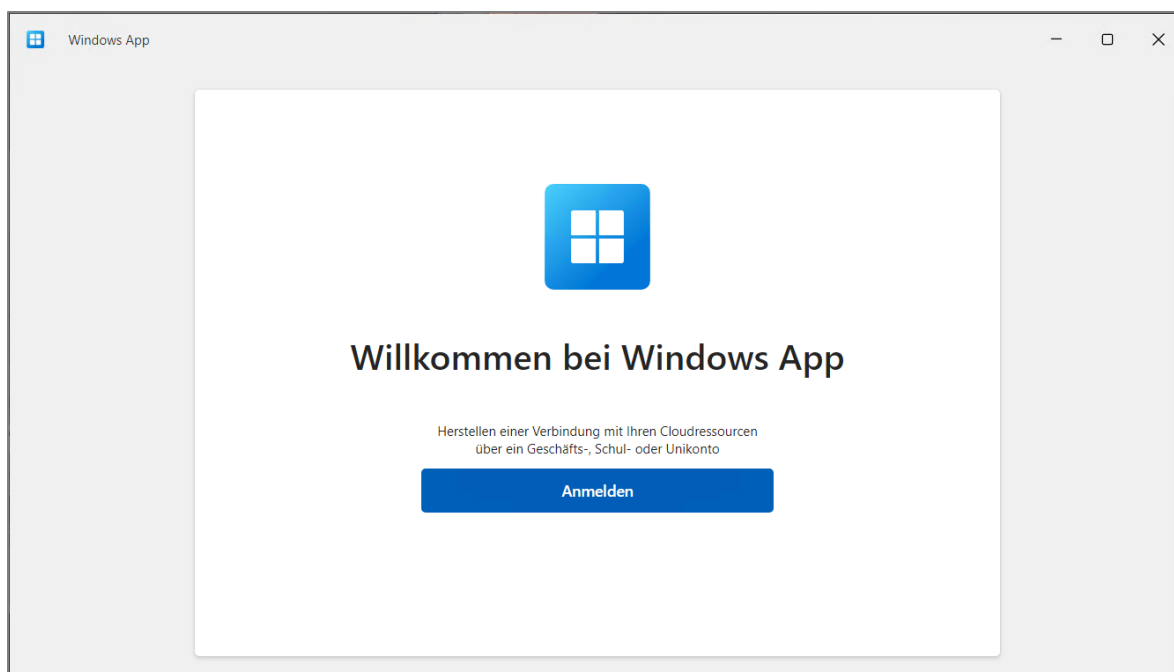 Windows App
Willkommen bei Windows App
Herstellen einer Verbindung mit Ihren Cloudressourcen
über ein Geschäfts-, Schul- oder Unikonto
Anmelden